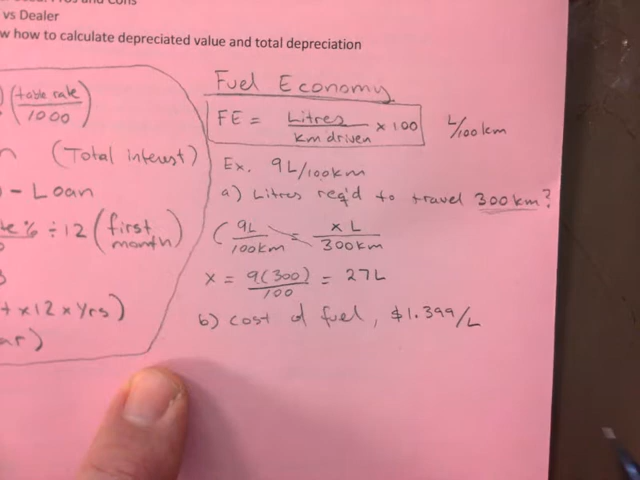 vs Dealer
w how to calculate depreciated value and total depreciation
(table rate / 1000)
(Total interest)
- Loan
% ÷ 12 (first month)
+ x 12 x Yrs)
ar)
Fuel Economy
FE = Litres / km driven x 100 L/100km
Ex. 9L/100km
a) Litres req'd to travel 300km?
(9L / 100km = x L / 300km
x = 9(300) / 100 = 27L
b) cost of fuel, $1.399/L